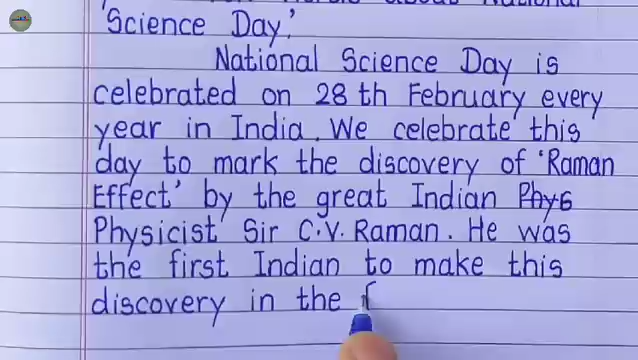 'Science Day.'
National Science Day is
celebrated on 28 th February every
year in India. We celebrate this
day to mark the discovery of 'Raman
Effect' by the great Indian Phys
Physicist Sir C.V. Raman. He was
the first Indian to make this
discovery in the